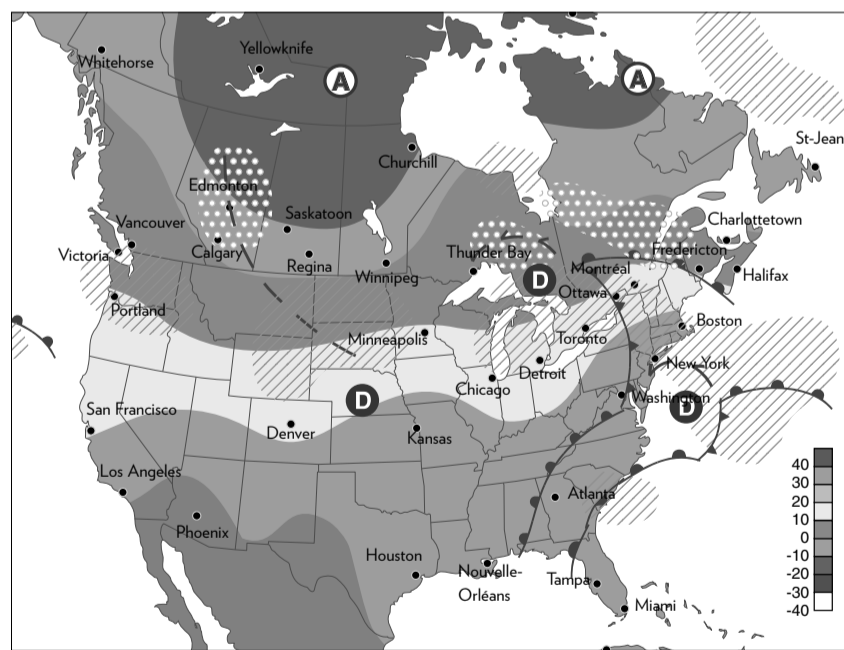 Yellowknife
Whitehorse
A
A
St-Jean
Churchill
Edmonton
Saskatoon
Vancouver
Charlottetown
Victoria
Calgary
Regina
Winnipeg
Thunder Bay
Fredericton
Montréal
Halifax
D
Ottawa
Portland
Boston
Minneapolis
Toronto
New York
Detroit
Chicago
Washington
D
D
San Francisco
Denver
Kansas
Los Angeles
Atlanta
Phoenix
Houston
Nouvelle-
Orléans
Tampa
Miami
40
30
20
10
0
-10
-20
-30
-40